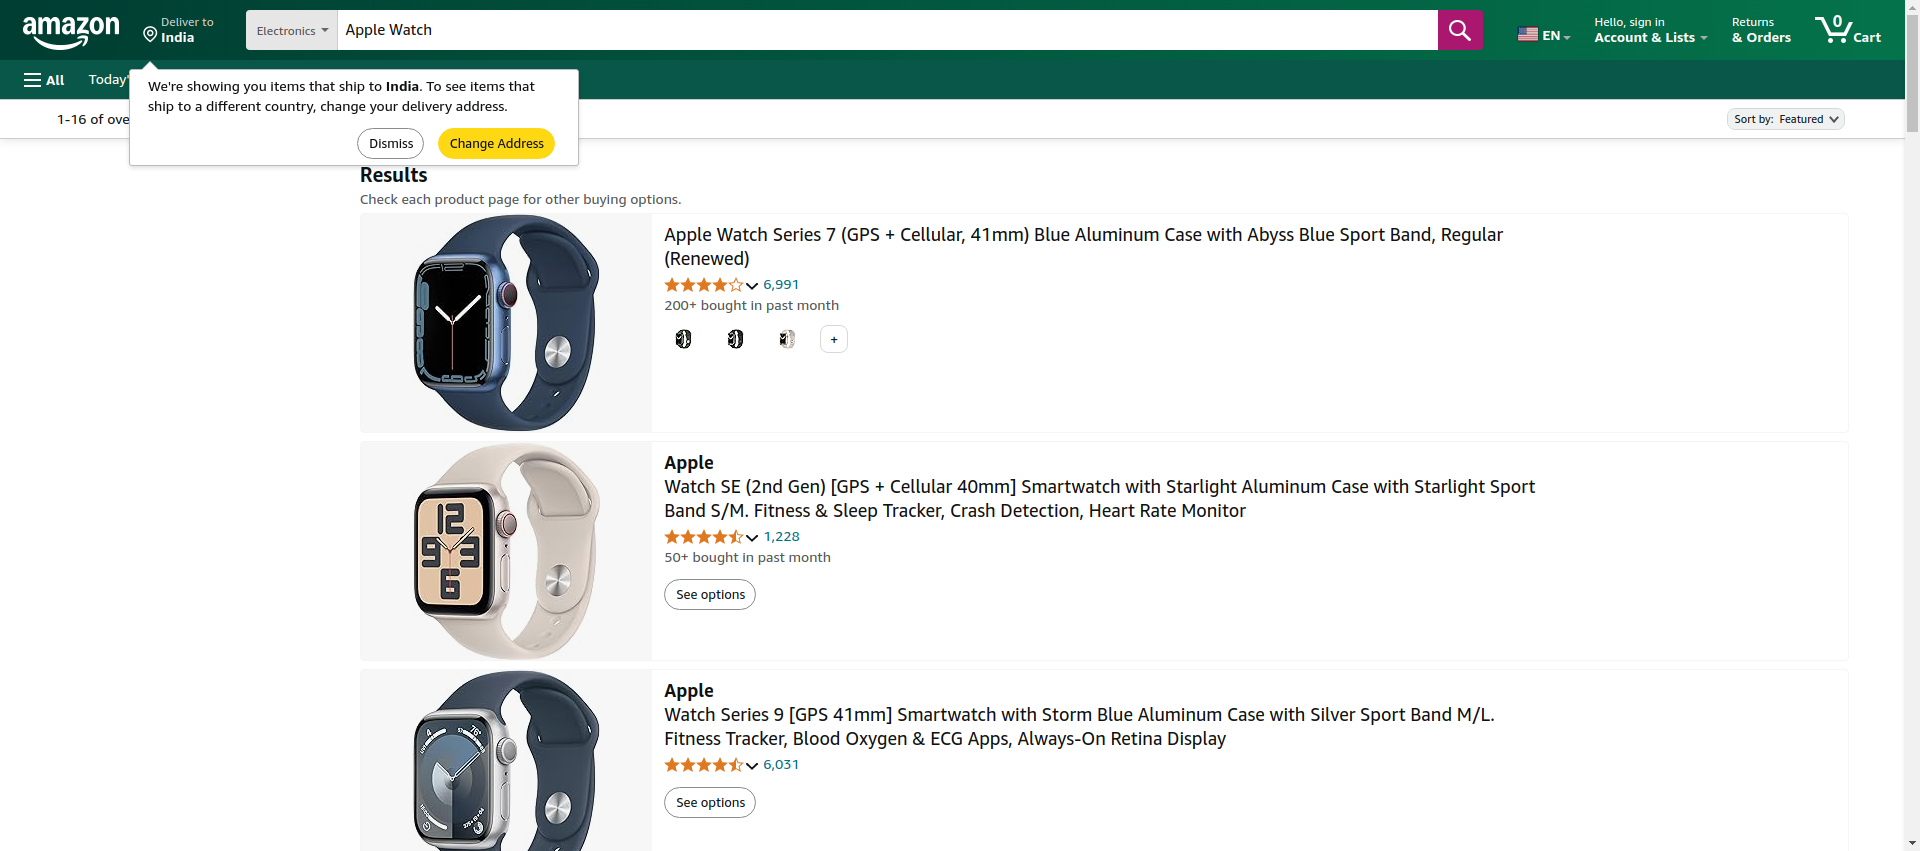 amazon
Deliver to
India
Electronics
Apple Watch
EN
Hello, sign in
Account & Lists
Returns
& Orders
0
Cart
All
Today'
We're showing you items that ship to India. To see items that
ship to a different country, change your delivery address.
Dismiss
Change Address
1-16 of ove
Sort by: Featured
Results
Check each product page for other buying options.
Apple Watch Series 7 (GPS + Cellular, 41mm) Blue Aluminum Case with Abyss Blue Sport Band, Regular
(Renewed)
6,991
200+ bought in past month
+
Apple
Watch SE (2nd Gen) [GPS + Cellular 40mm] Smartwatch with Starlight Aluminum Case with Starlight Sport
Band S/M. Fitness & Sleep Tracker, Crash Detection, Heart Rate Monitor
1,228
50+ bought in past month
See options
12
9
3
6
Apple
Watch Series 9 [GPS 41mm] Smartwatch with Storm Blue Aluminum Case with Silver Sport Band M/L.
Fitness Tracker, Blood Oxygen & ECG Apps, Always-On Retina Display
6,031
See options